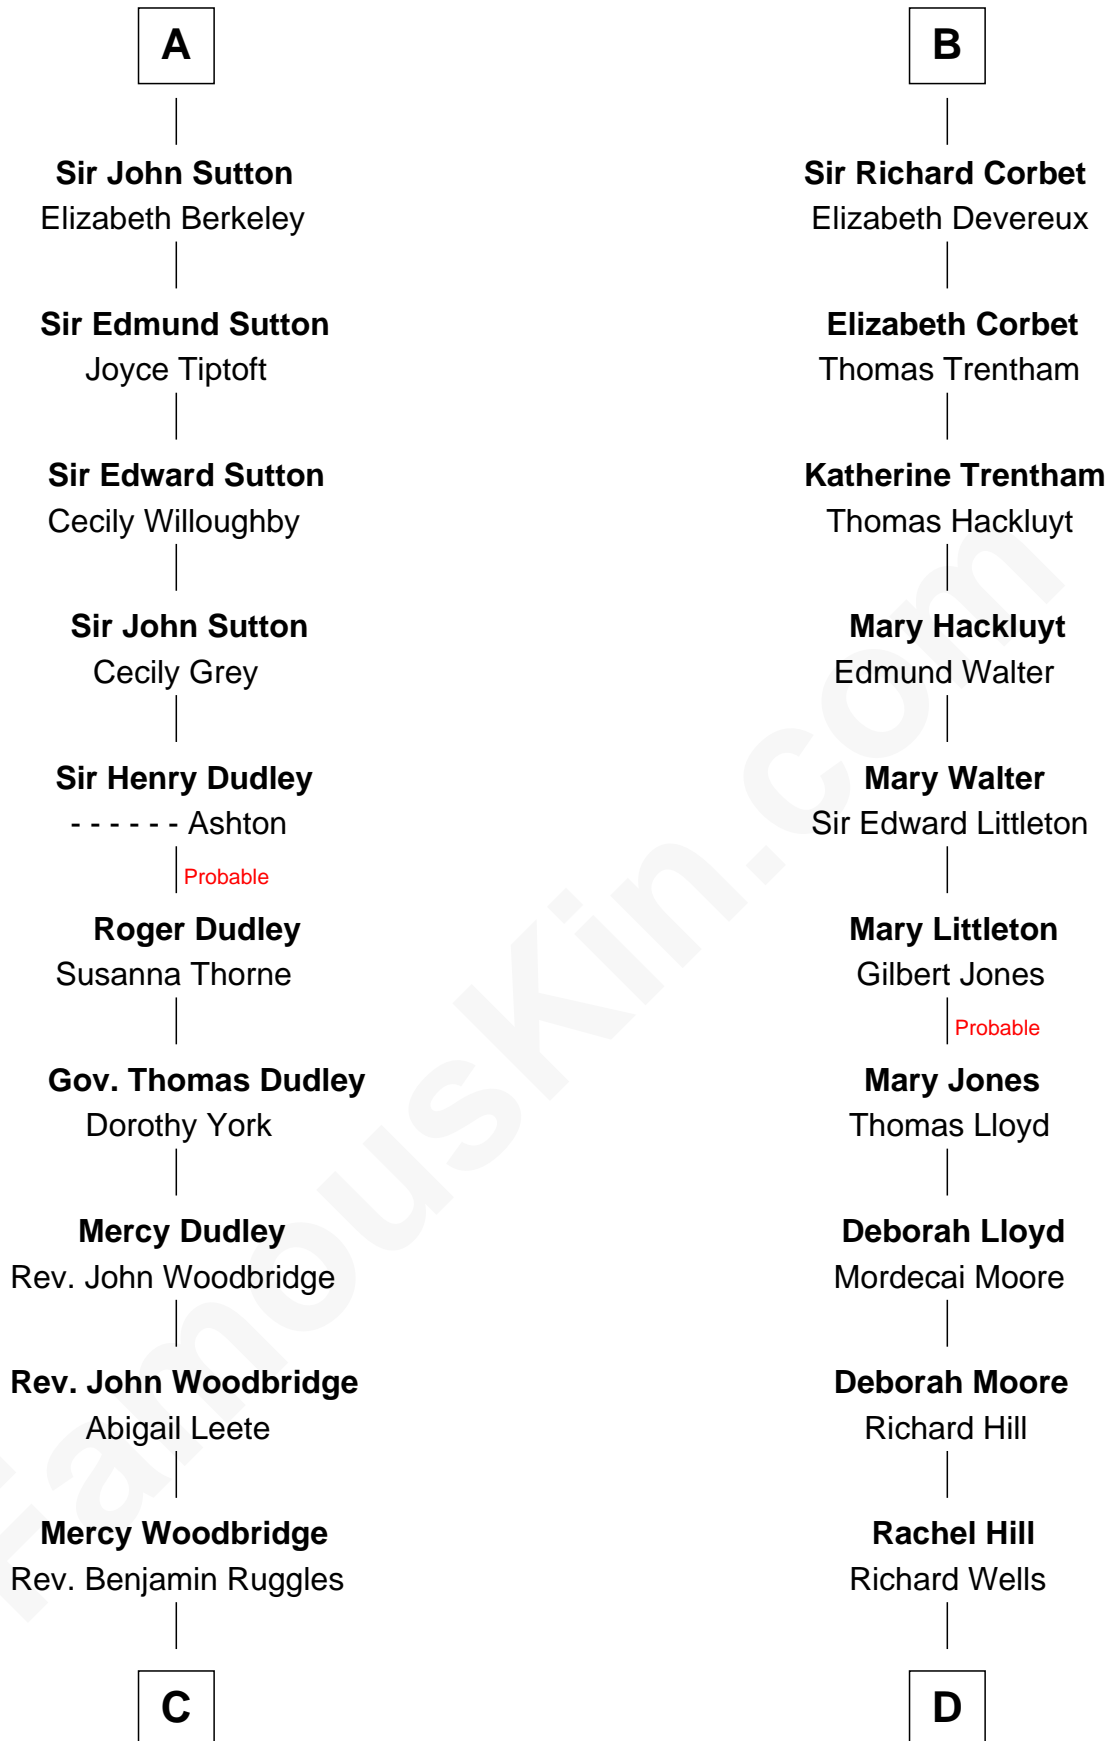 A
Sir John Sutton
Elizabeth Berkeley
Sir Edmund Sutton
Joyce Tiptoft
Sir Edward Sutton
Cecily Willoughby
Sir John Sutton
Cecily Grey
Sir Henry Dudley
- - - - - - Ashton
Probable
Roger Dudley
Susanna Thorne
Gov. Thomas Dudley
Dorothy York
Mercy Dudley
Rev. John Woodbridge
Rev. John Woodbridge
Abigail Leete
Mercy Woodbridge
Rev. Benjamin Ruggles
C
B
Sir Richard Corbet
Elizabeth Devereux
Elizabeth Corbet
Thomas Trentham
Katherine Trentham
Thomas Hackluyt
Mary Hackluyt
Edmund Walter
Mary Walter
Sir Edward Littleton
Mary Littleton
Gilbert Jones
Probable
Mary Jones
Thomas Lloyd
Deborah Lloyd
Mordecai Moore
Deborah Moore
Richard Hill
Rachel Hill
Richard Wells
D
FamousKin.com